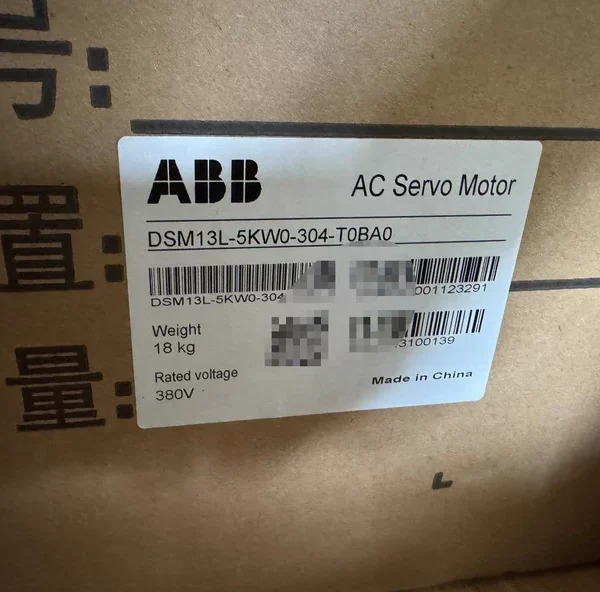 号:
ABB
AC Servo Motor
DSM13L-5KW0-304-T0BA0
置:
DSM13L-5KW0-304
001123291
Weight
18 kg
3100139
Rated voltage
380V
Made in China
量: